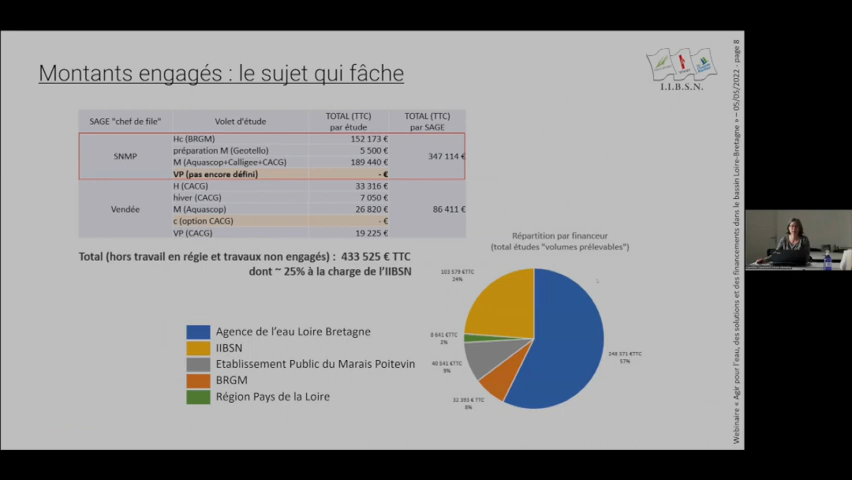 Montants engagés : le sujet qui fâche
I.I.B.S.N.
SAGE "chef de file" Volet d'étude TOTAL (TTC) par étude TOTAL (TTC) par SAGE
SNMP
Hc (BRGM) 152 173 €
préparation M (Geotello) 5 500 €
M (Aquascop+Calligee+CACG) 189 440 €
347 114 €
VP (pas encore défini) - €
Vendée
H (CACG) 33 316 €
hiver (CACG) 7 050 €
M (Aquascop) 26 820 €
86 411 €
c (option CACG) - €
VP (CACG) 19 225 €
Total (hors travail en régie et travaux non engagés) : 433 525 € TTC
dont ~ 25% à la charge de l'IIBSN
Répartition par financeur
(total études "volumes prélevables")
Agence de l'eau Loire Bretagne
IIBSN
Etablissement Public du Marais Poitevin
BRGM
Région Pays de la Loire
103 579 €TTC
24%
8 641 €TTC
2%
40 541 €TTC
9%
32 393 € TTC
8%
248 371 €TTC
57%
Webinaire « Agir pour l'eau, des solutions et des financements dans le bassin Loire-Bretagne » – 05/05/2022 - page 8